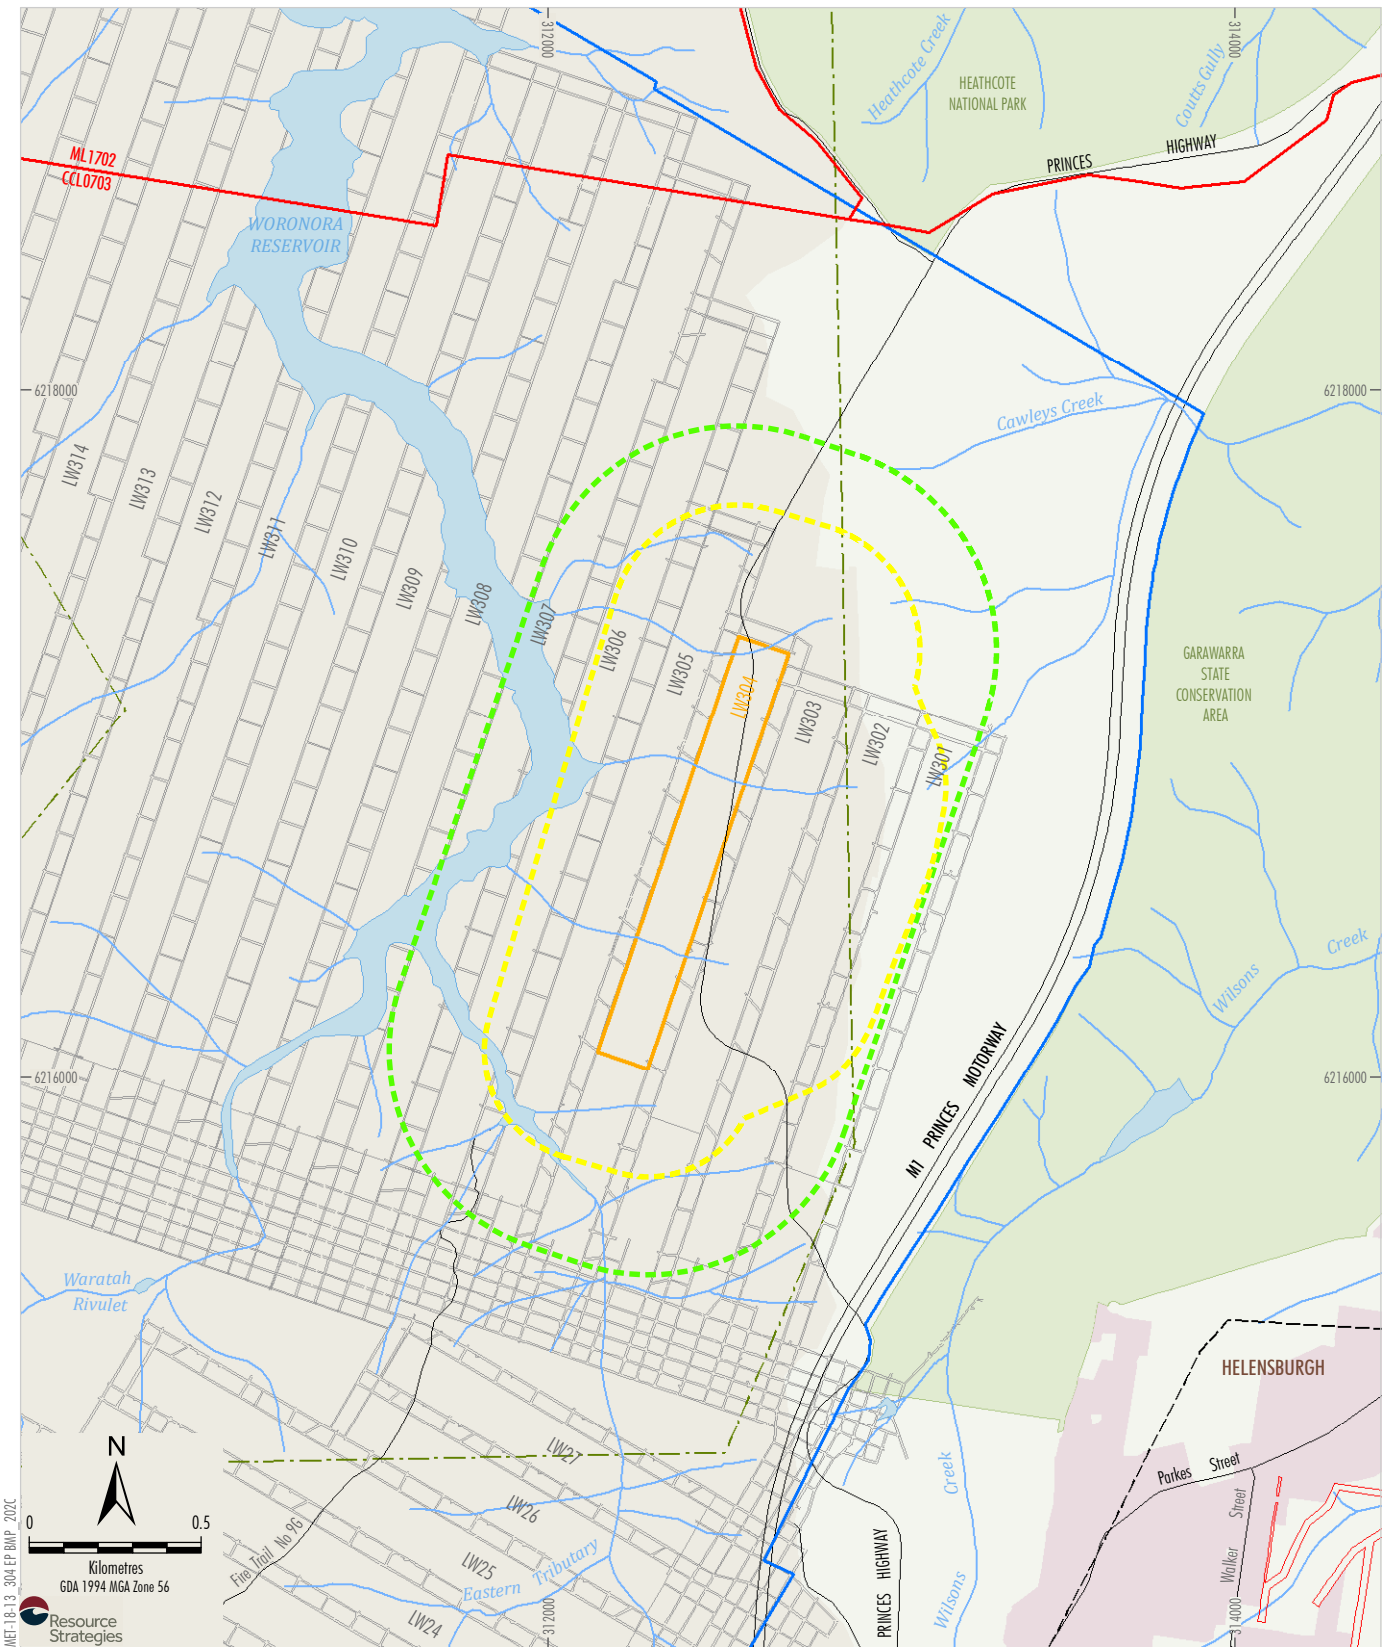 312000
314000
Heathcote Creek
HEATHCOTE
NATIONAL PARK
Coutts Gully
PRINCES HIGHWAY
ML1702
CCL0703
WORONORA
RESERVOIR
6218000
6218000
Cawleys Creek
LW314
LW313
LW312
LW311
LW310
LW309
LW308
LW307
LW306
LW305
LW304
LW303
LW302
LW301
GARAWARRA
STATE
CONSERVATION
AREA
Wilsons Creek
6216000
6216000
M1 PRINCES MOTORWAY
Waratah
Rivulet
HELENSBURGH
LW27
LW26
LW25
LW24
Fire Trail No 9G
Eastern Tributary
Parkes Street
Walker Street
Wilsons Creek
PRINCES HIGHWAY
312000
314000
N
0 0.5
Kilometres
GDA 1994 MGA Zone 56
Resource
Strategies
MET-18-13_304 EP BMP_202C